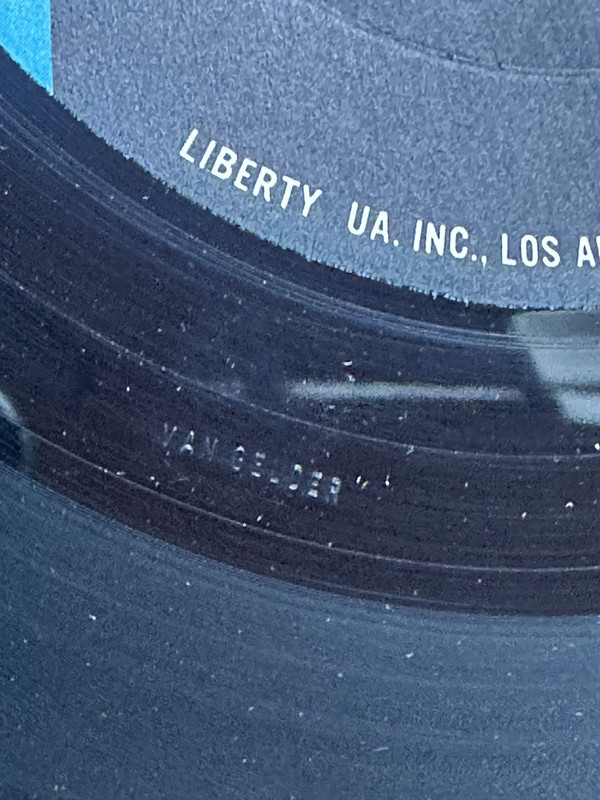 LIBERTY UA. INC., LOS
VAN GELDER